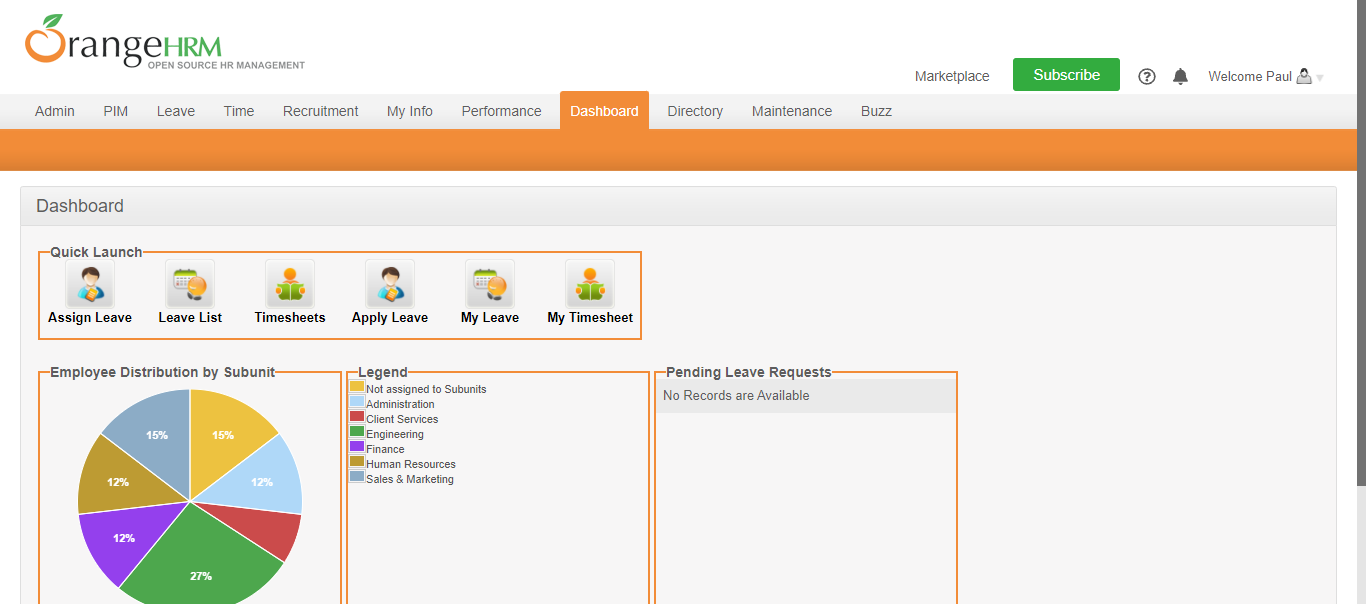 OrangeHRM
OPEN SOURCE HR MANAGEMENT
Marketplace Subscribe Welcome Paul
Admin PIM Leave Time Recruitment My Info Performance Dashboard Directory Maintenance Buzz
Dashboard
Quick Launch
Assign Leave Leave List Timesheets Apply Leave My Leave My Timesheet
Employee Distribution by Subunit
15%
15%
12%
12%
12%
27%
Legend
Not assigned to Subunits
Administration
Client Services
Engineering
Finance
Human Resources
Sales & Marketing
Pending Leave Requests
No Records are Available